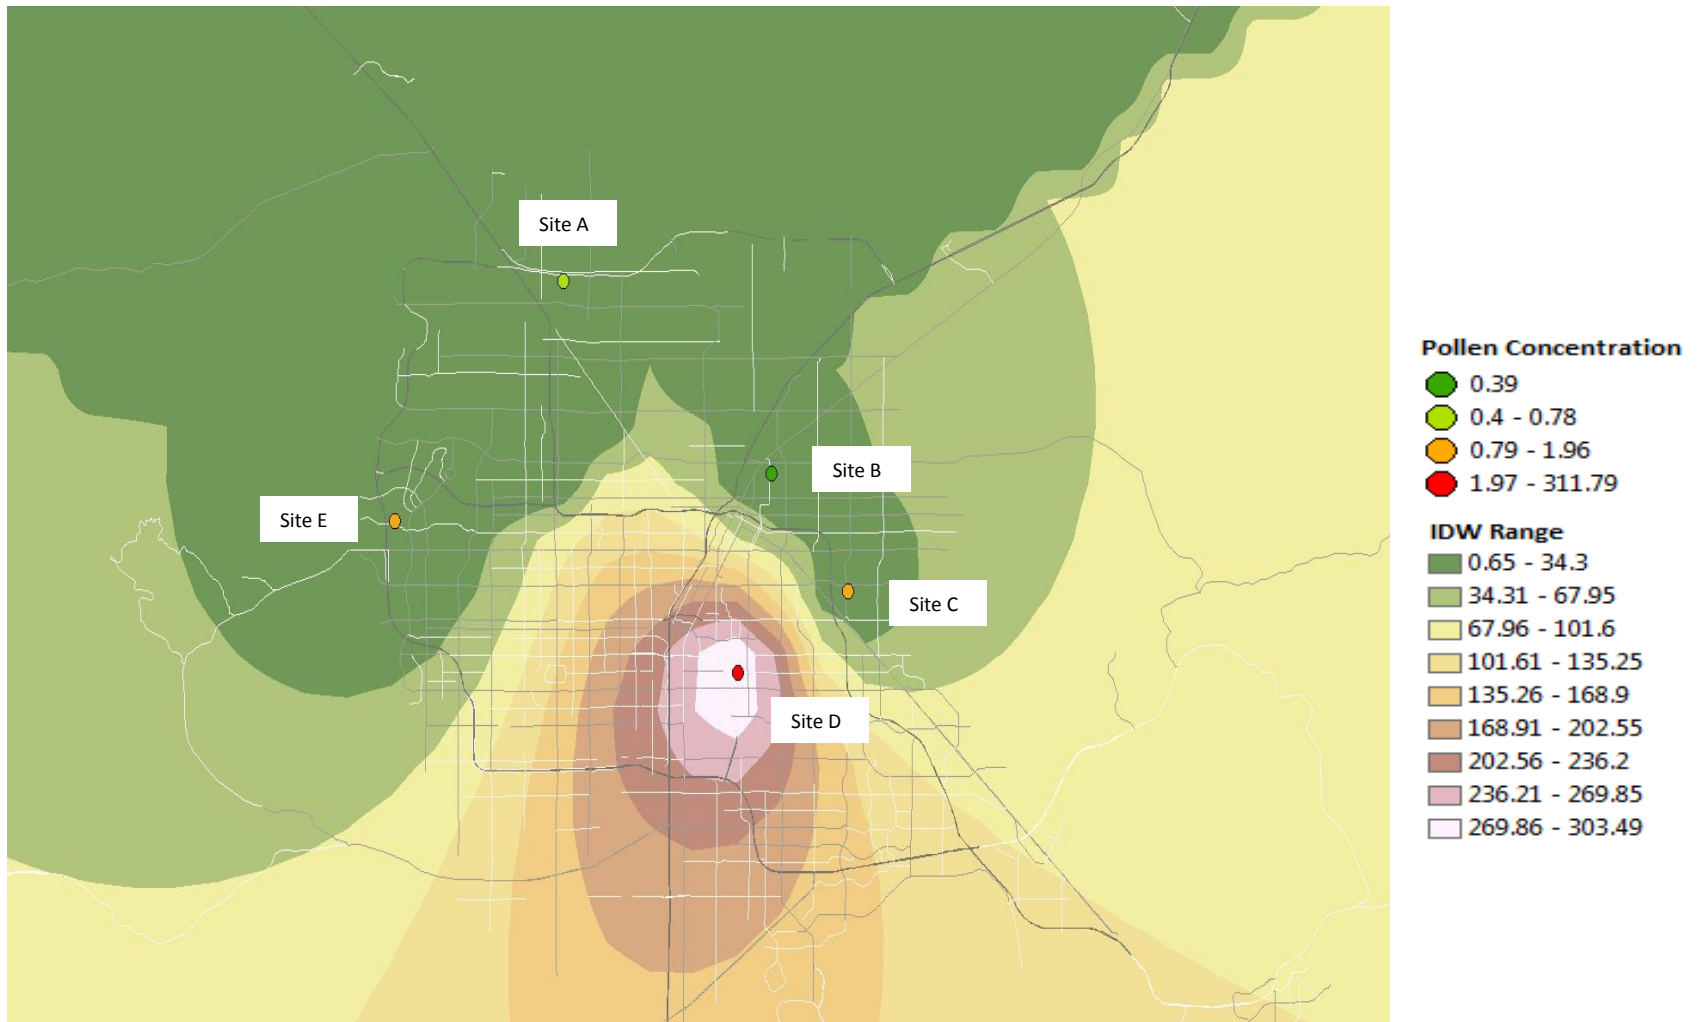 Site A
Site B
Site E
Site C
Site D
Pollen Concentration
0.39
0.4 - 0.78
0.79 - 1.96
1.97 - 311.79
IDW Range
0.65 - 34.3
34.31 - 67.95
67.96 - 101.6
101.61 - 135.25
135.26 - 168.9
168.91 - 202.55
202.56 - 236.2
236.21 - 269.85
269.86 - 303.49